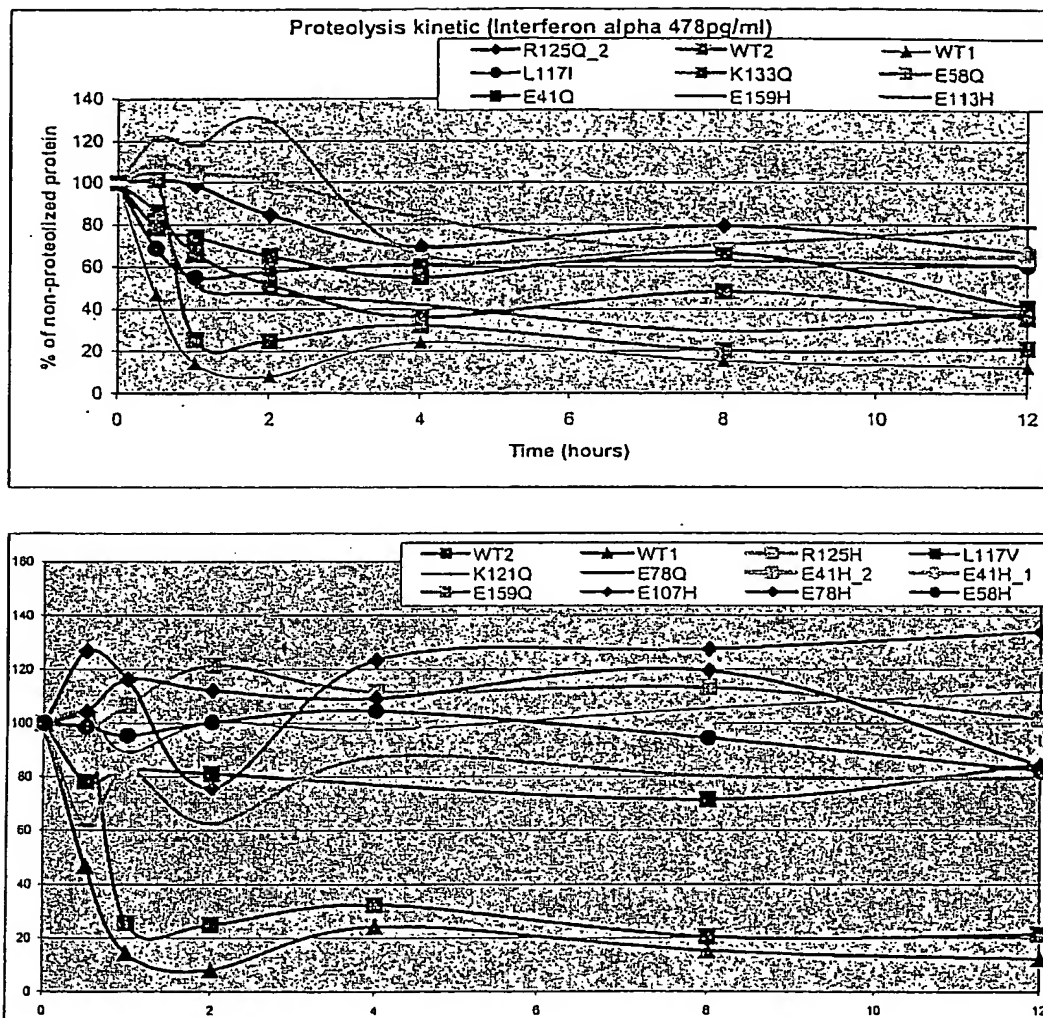 Proteolysis kinetic (Interferon alpha 478pg/ml)
R125Q_2 WT2 WT1
L117I K133Q E58Q
E41Q E159H E113H
% of non-proteolized protein
140
120
100
80
60
40
20
0
0 2 4 6 8 10 12
Time (hours)
WT2 WT1 R125H L117V
K121Q E78Q E41H_2 E41H_1
E159Q E107H E78H E58H
160
140
120
100
80
60
40
20
0
0 2 4 6 8 10 12